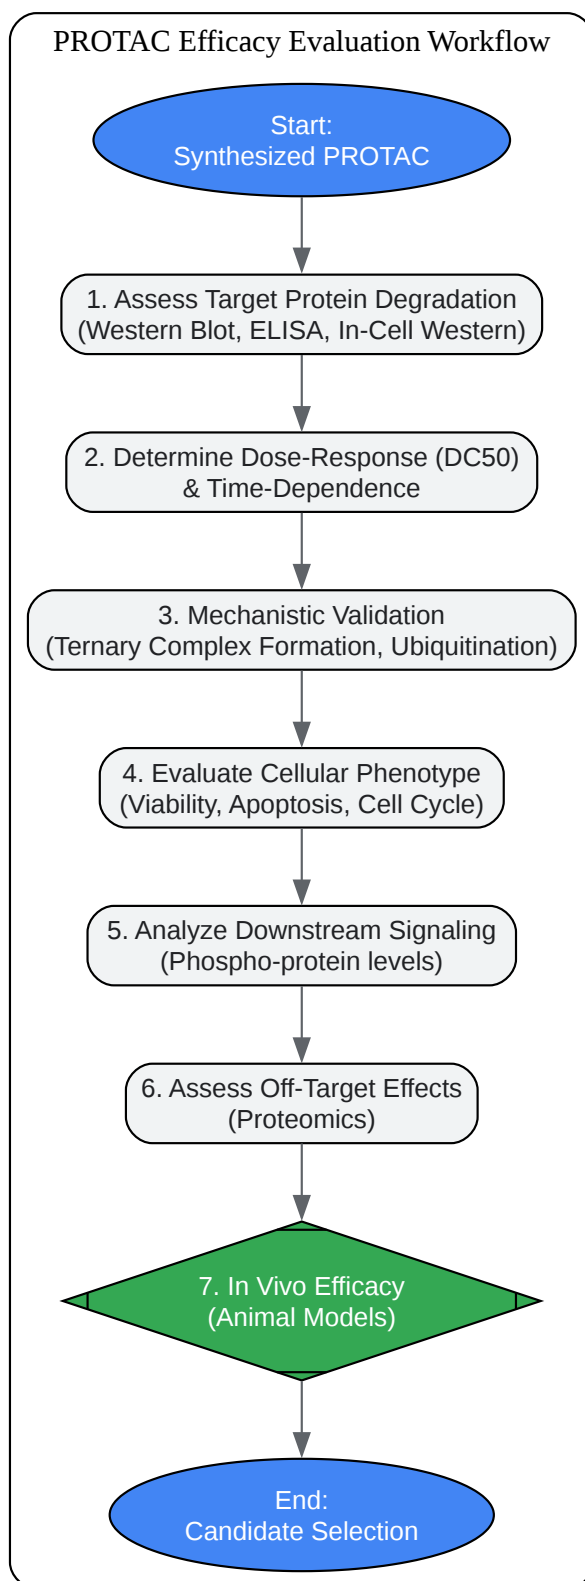 PROTAC Efficacy Evaluation Workflow
Start:
Synthesized PROTAC
1. Assess Target Protein Degradation
(Western Blot, ELISA, In-Cell Western)
2. Determine Dose-Response (DC50)
& Time-Dependence
3. Mechanistic Validation
(Ternary Complex Formation, Ubiquitination)
4. Evaluate Cellular Phenotype
(Viability, Apoptosis, Cell Cycle)
5. Analyze Downstream Signaling
(Phospho-protein levels)
6. Assess Off-Target Effects
(Proteomics)
7. In Vivo Efficacy
(Animal Models)
End:
Candidate Selection